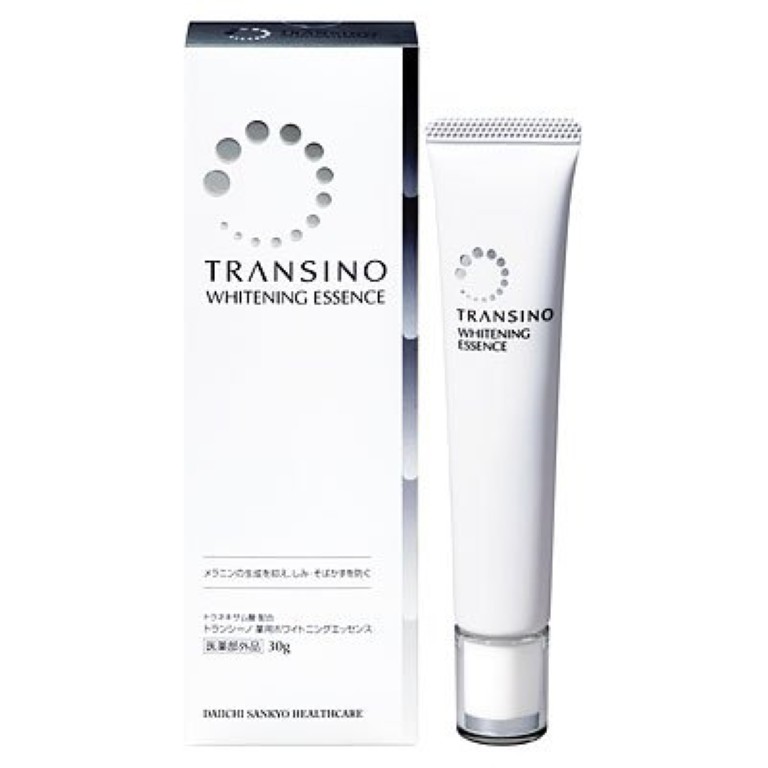 TRANSINO
WHITENING ESSENCE
メラニンの生成を抑え、しみ・そばかすを防ぐ
トラネキサム酸 配合
トランシーノ 薬用ホワイトニングエッセンス
医薬部外品 30g
DAIICHI SANKYO HEALTHCARE
TRANSINO
WHITENING
ESSENCE